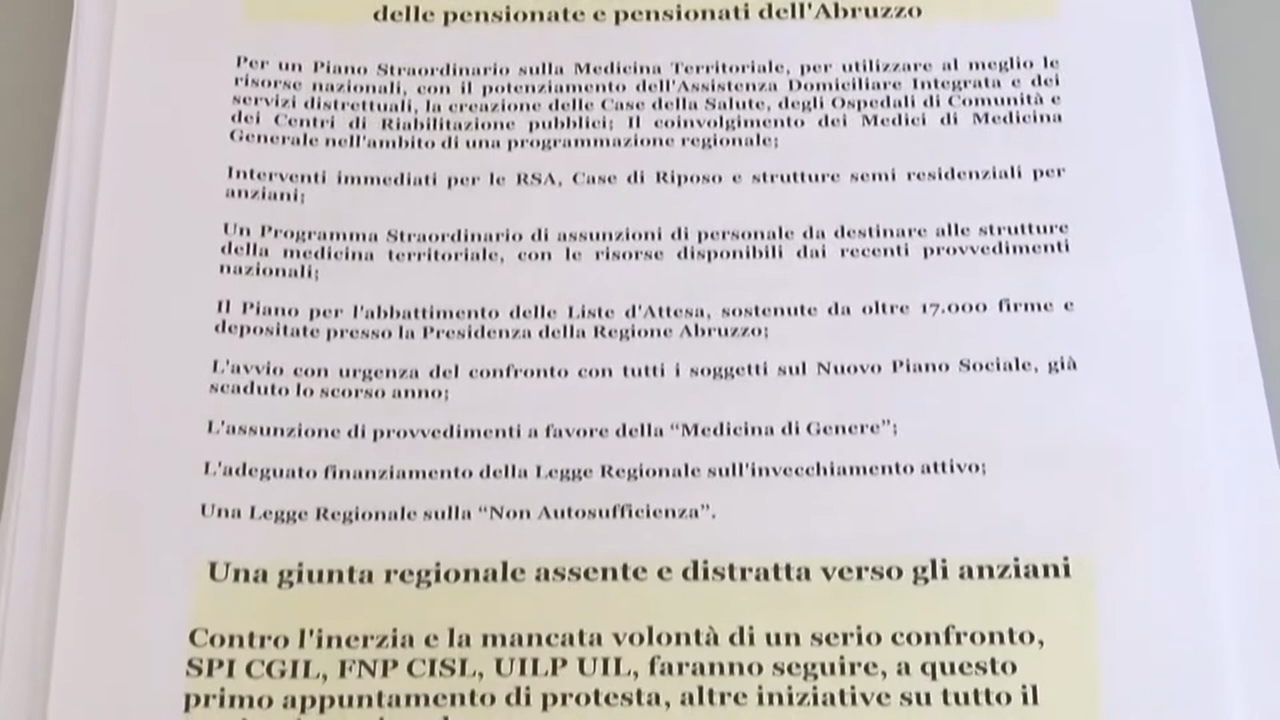 delle pensionate e pensionati dell'Abruzzo
Per un Piano Straordinario sulla Medicina Territoriale, per utilizzare al meglio le
risorse nazionali, con il potenziamento dell'Assistenza Domiciliare Integrata e dei
servizi distrettuali, la creazione delle Case della Salute, degli Ospedali di Comunità e
dei Centri di Riabilitazione pubblici; Il coinvolgimento dei Medici di Medicina
Generale nell'ambito di una programmazione regionale;
Interventi immediati per le RSA, Case di Riposo e strutture semi residenziali per
anziani;
Un Programma Straordinario di assunzioni di personale da destinare alle strutture
della medicina territoriale, con le risorse disponibili dai recenti provvedimenti
nazionali;
Il Piano per l'abbattimento delle Liste d'Attesa, sostenute da oltre 17.000 firme e
depositate presso la Presidenza della Regione Abruzzo;
L'avvio con urgenza del confronto con tutti i soggetti sul Nuovo Piano Sociale, già
scaduto lo scorso anno;
L'assunzione di provvedimenti a favore della “Medicina di Genere”;
L'adeguato finanziamento della Legge Regionale sull'invecchiamento attivo;
Una Legge Regionale sulla “Non Autosufficienza”.
Una giunta regionale assente e distratta verso gli anziani
Contro l'inerzia e la mancata volontà di un serio confronto,
SPI CGIL, FNP CISL, UILP UIL, faranno seguire, a questo
primo appuntamento di protesta, altre iniziative su tutto il